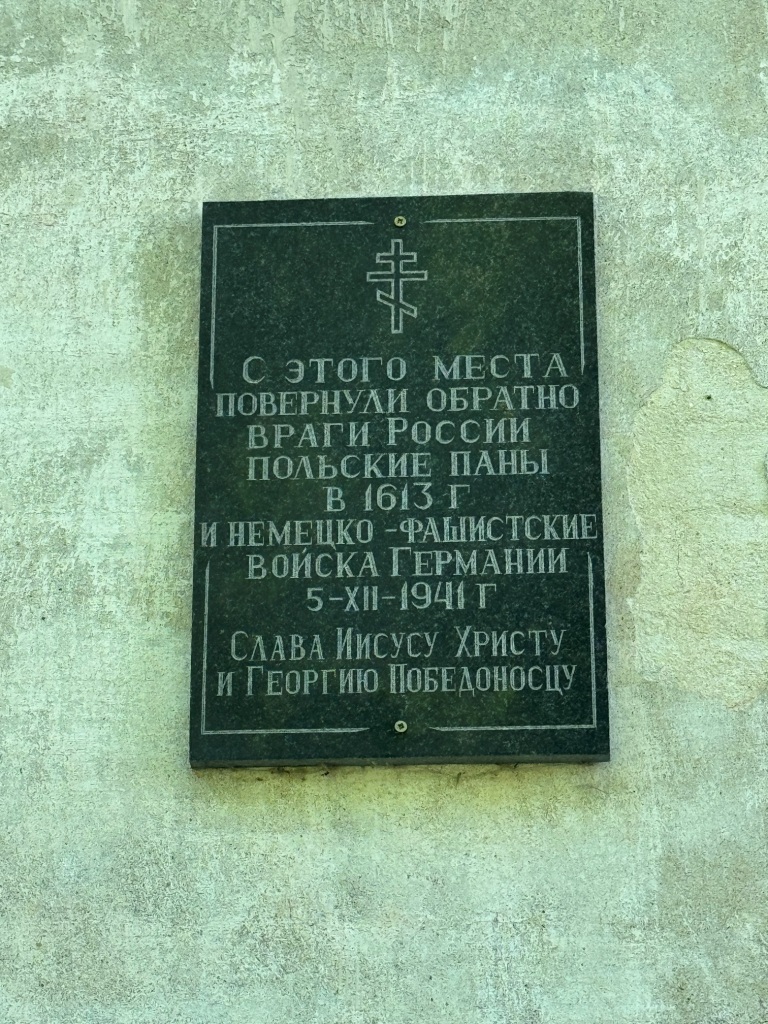 С ЭТОГО МЕСТА
ПОВЕРНУЛИ ОБРАТНО
ВРАГИ РОССИИ
ПОЛЬСКИЕ ПАНЫ
В 1613 Г
И НЕМЕЦКО-ФАШИСТСКИЕ
ВОЙСКА ГЕРМАНИИ
5-XII-1941 Г
СЛАВА ИИСУСУ ХРИСТУ
И ГЕОРГИЮ ПОБЕДОНОСЦУ